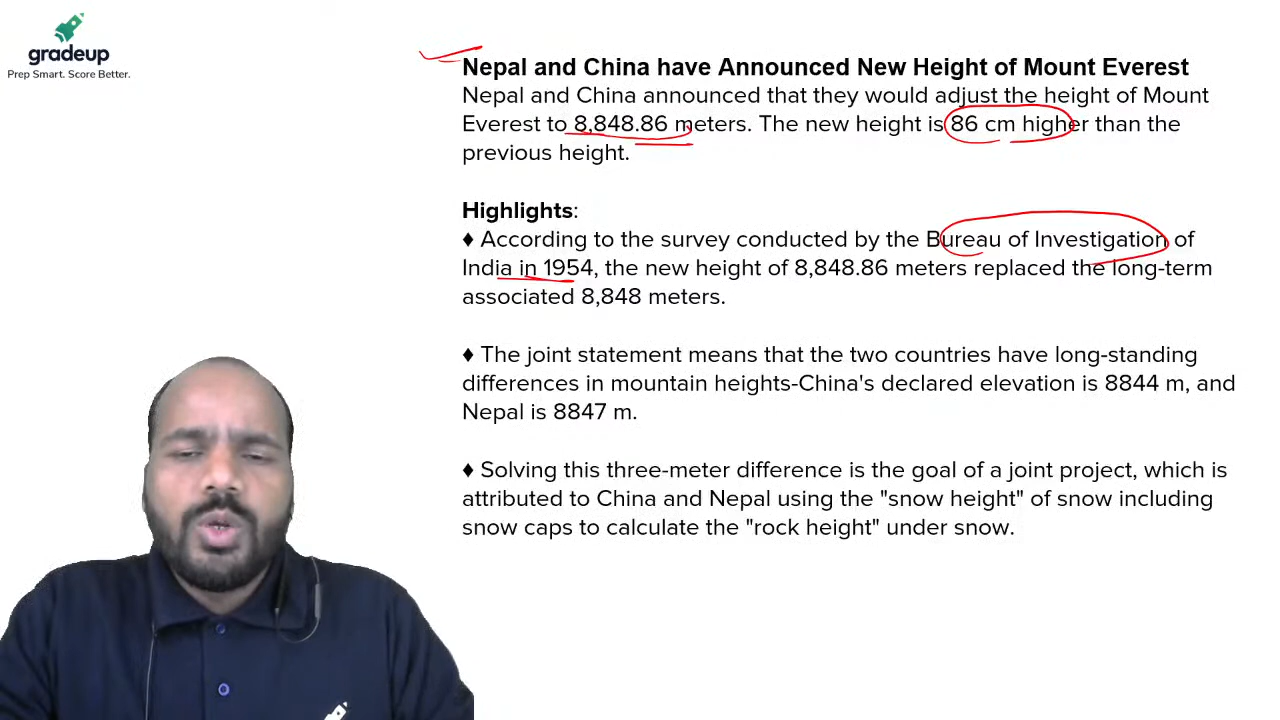 gradeup
Prep Smart. Score Better.
Nepal and China have Announced New Height of Mount Everest
Nepal and China announced that they would adjust the height of Mount
Everest to 8,848.86 meters. The new height is 86 cm higher than the
previous height.
Highlights:
♦ According to the survey conducted by the Bureau of Investigation of
India in 1954, the new height of 8,848.86 meters replaced the long-term
associated 8,848 meters.
♦ The joint statement means that the two countries have long-standing
differences in mountain heights-China's declared elevation is 8844 m, and
Nepal is 8847 m.
♦ Solving this three-meter difference is the goal of a joint project, which is
attributed to China and Nepal using the "snow height" of snow including
snow caps to calculate the "rock height" under snow.